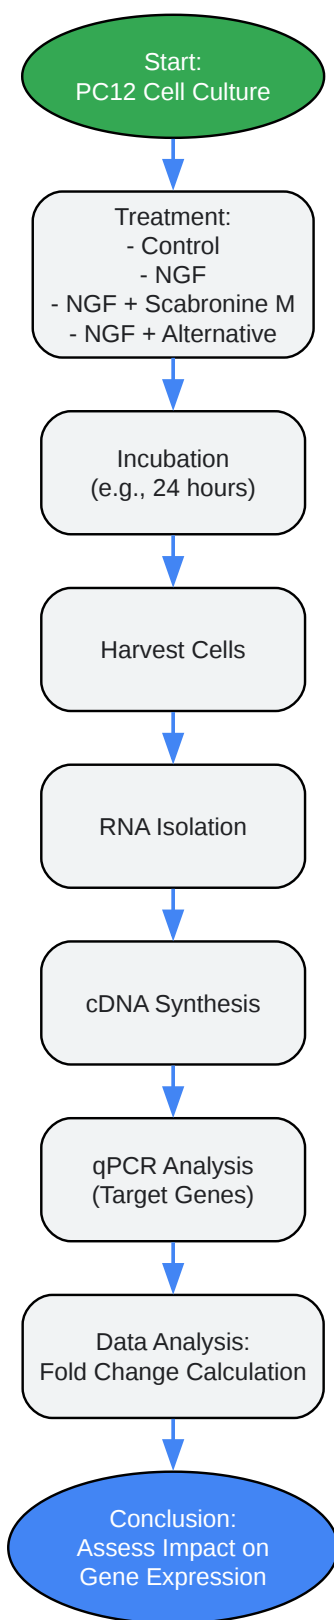 Start:
PC12 Cell Culture
Treatment:
- Control
- NGF
- NGF + Scabronine M
- NGF + Alternative
Incubation
(e.g., 24 hours)
Harvest Cells
RNA Isolation
cDNA Synthesis
qPCR Analysis
(Target Genes)
Data Analysis:
Fold Change Calculation
Conclusion:
Assess Impact on
Gene Expression